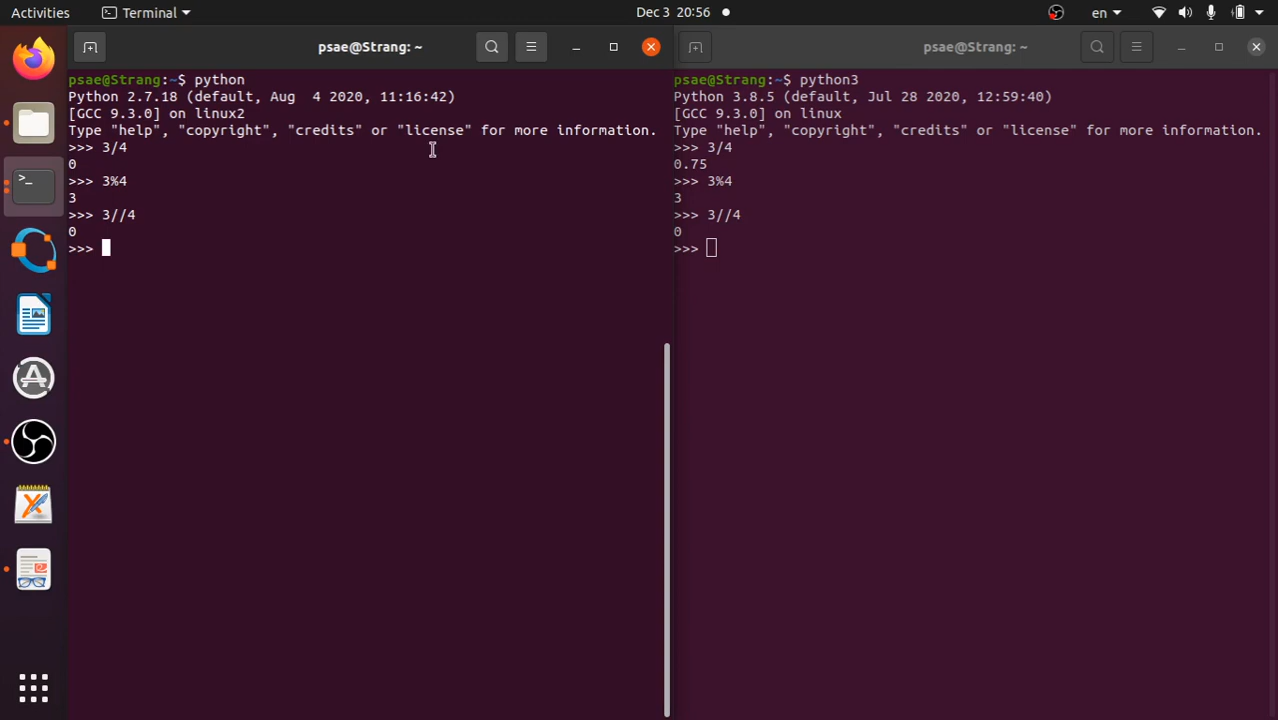 Activities
Terminal
Dec 3 20:56
en
psae@Strang: ~
psae@Strang:~$ python
Python 2.7.18 (default, Aug  4 2020, 11:16:42)
[GCC 9.3.0] on linux2
Type "help", "copyright", "credits" or "license" for more information.
>>> 3/4
0
>>> 3%4
3
>>> 3//4
0
>>>
psae@Strang: ~
psae@Strang:~$ python3
Python 3.8.5 (default, Jul 28 2020, 12:59:40)
[GCC 9.3.0] on linux
Type "help", "copyright", "credits" or "license" for more information.
>>> 3/4
0.75
>>> 3%4
3
>>> 3//4
0
>>>